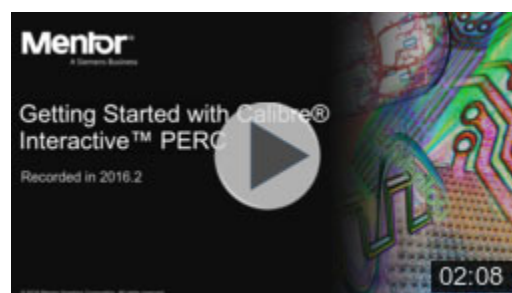 Mentor®
A Siemens Business
Getting Started with Calibre®
Interactive™ PERC
Recorded in 2016.2
02:08